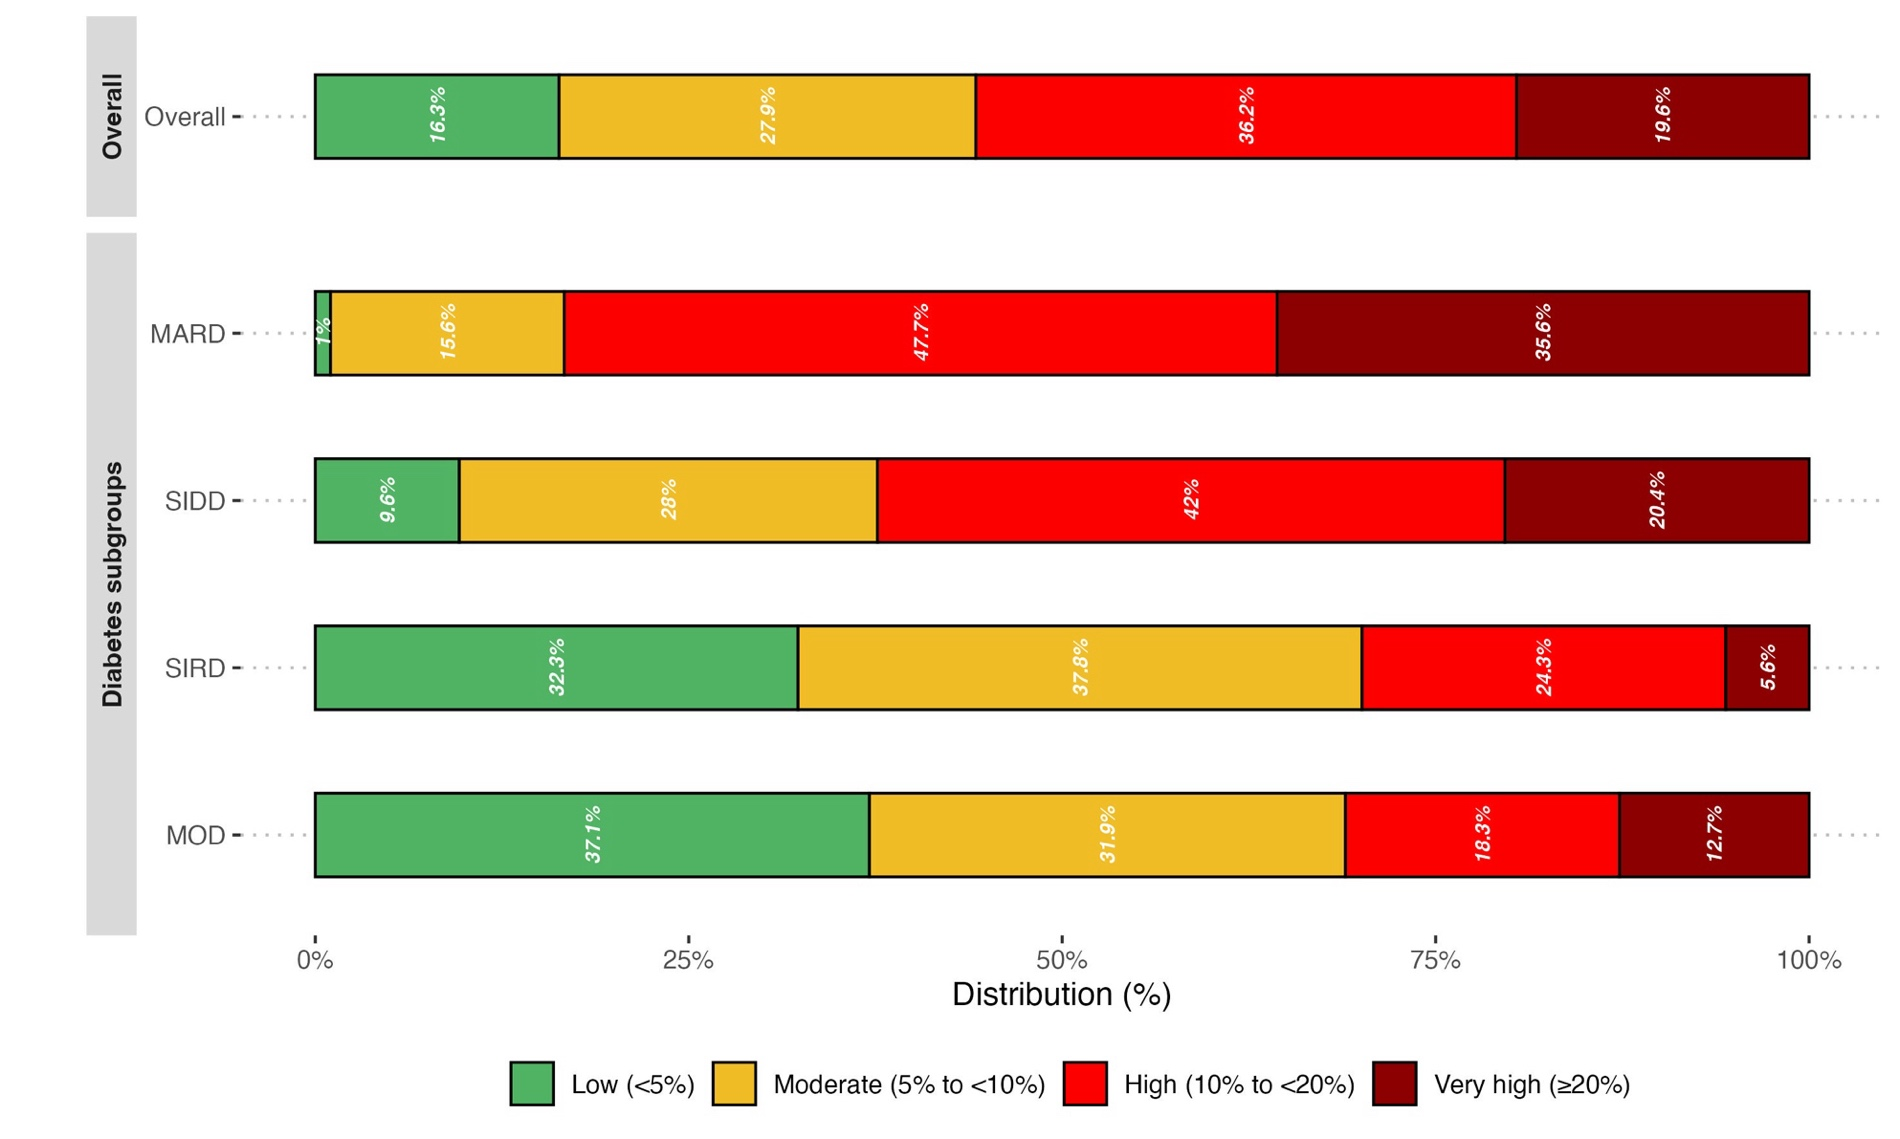 Overall
Overall
16.3% 27.9% 36.2% 19.6%
Diabetes subgroups
MARD
1% 15.6% 47.7% 35.6%
SIDD
9.6% 28% 42% 20.4%
SIRD
32.3% 37.8% 24.3% 5.6%
MOD
37.1% 31.9% 18.3% 12.7%
0% 25% 50% 75% 100%
Distribution (%)
Low (<5%) Moderate (5% to <10%) High (10% to <20%) Very high (≥20%)